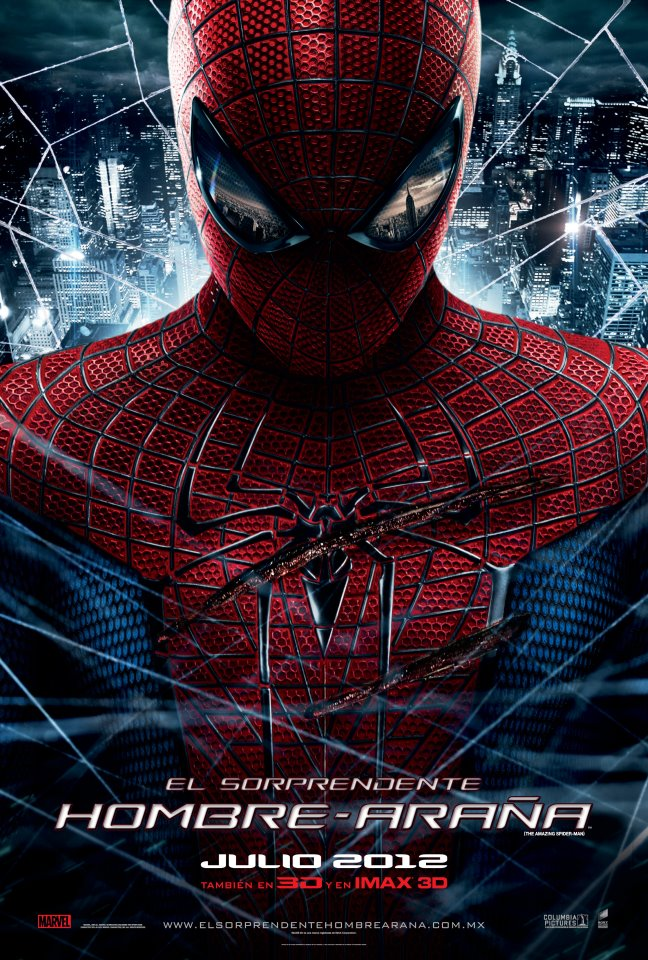 EL SORPRENDENTE
HOMBRE-ARAÑA
(THE AMAZING SPIDER-MAN)
JULIO 2012
TAMBIÉN EN 3D Y EN IMAX 3D
MARVEL
WWW.ELSORPRENDENTEHOMBREARANA.COM.MX
COLUMBIA
PICTURES